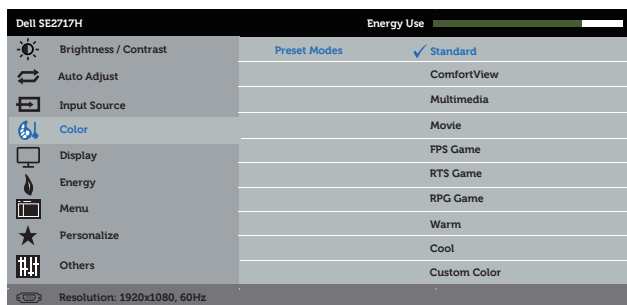 Dell SE2717H Energy Use
Brightness / Contrast Preset Modes Standard
Auto Adjust ComfortView
Input Source Multimedia
Color Movie
Display FPS Game
Energy RTS Game
Menu RPG Game
Personalize Warm
Others Cool
Custom Color
Resolution: 1920x1080, 60Hz